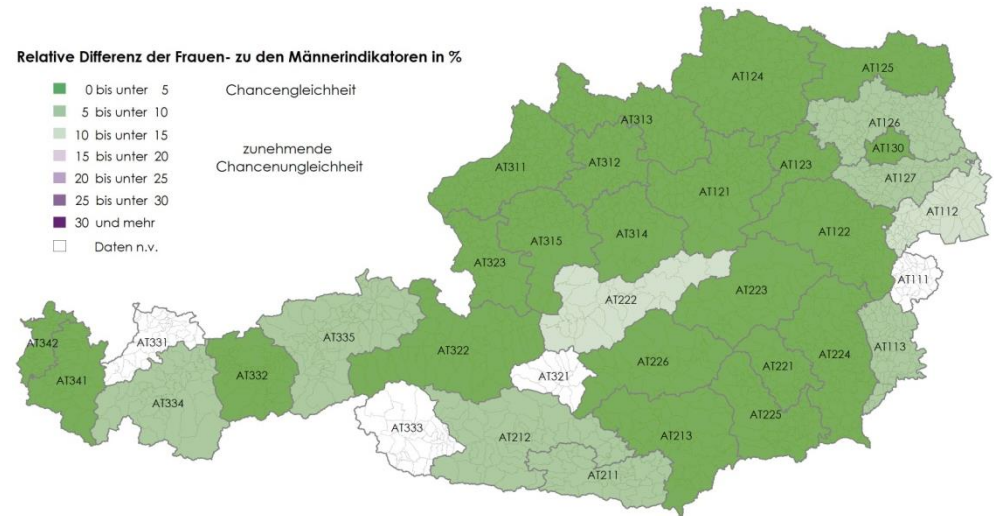 Relative Differenz der Frauen- zu den Männerindikatoren in %
0 bis unter 5
Chancengleichheit
5 bis unter 10
10 bis unter 15
zunehmende
Chancenungleichheit
15 bis unter 20
20 bis unter 25
25 bis unter 30
30 und mehr
Daten n.v.
AT124
AT125
AT126
AT130
AT313
AT312
AT123
AT311
AT127
AT121
AT112
AT122
AT314
AT315
AT323
AT111
AT222
AT223
AT335
AT331
AT342
AT322
AT113
AT224
AT226
AT221
AT321
AT332
AT341
AT334
AT225
AT333
AT212
AT213
AT211